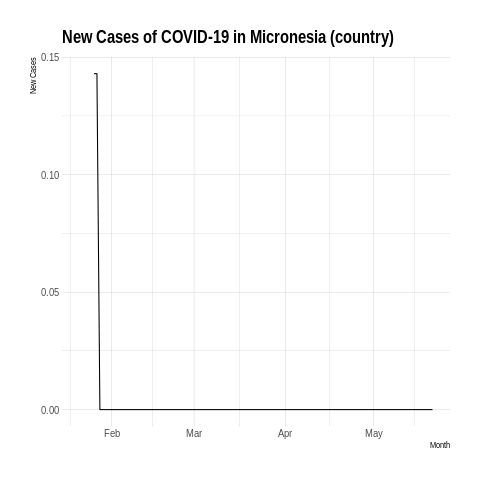 New Cases of COVID-19 in Micronesia (country)
New Cases
0.15
0.10
0.05
0.00
Feb Mar Apr May
Month